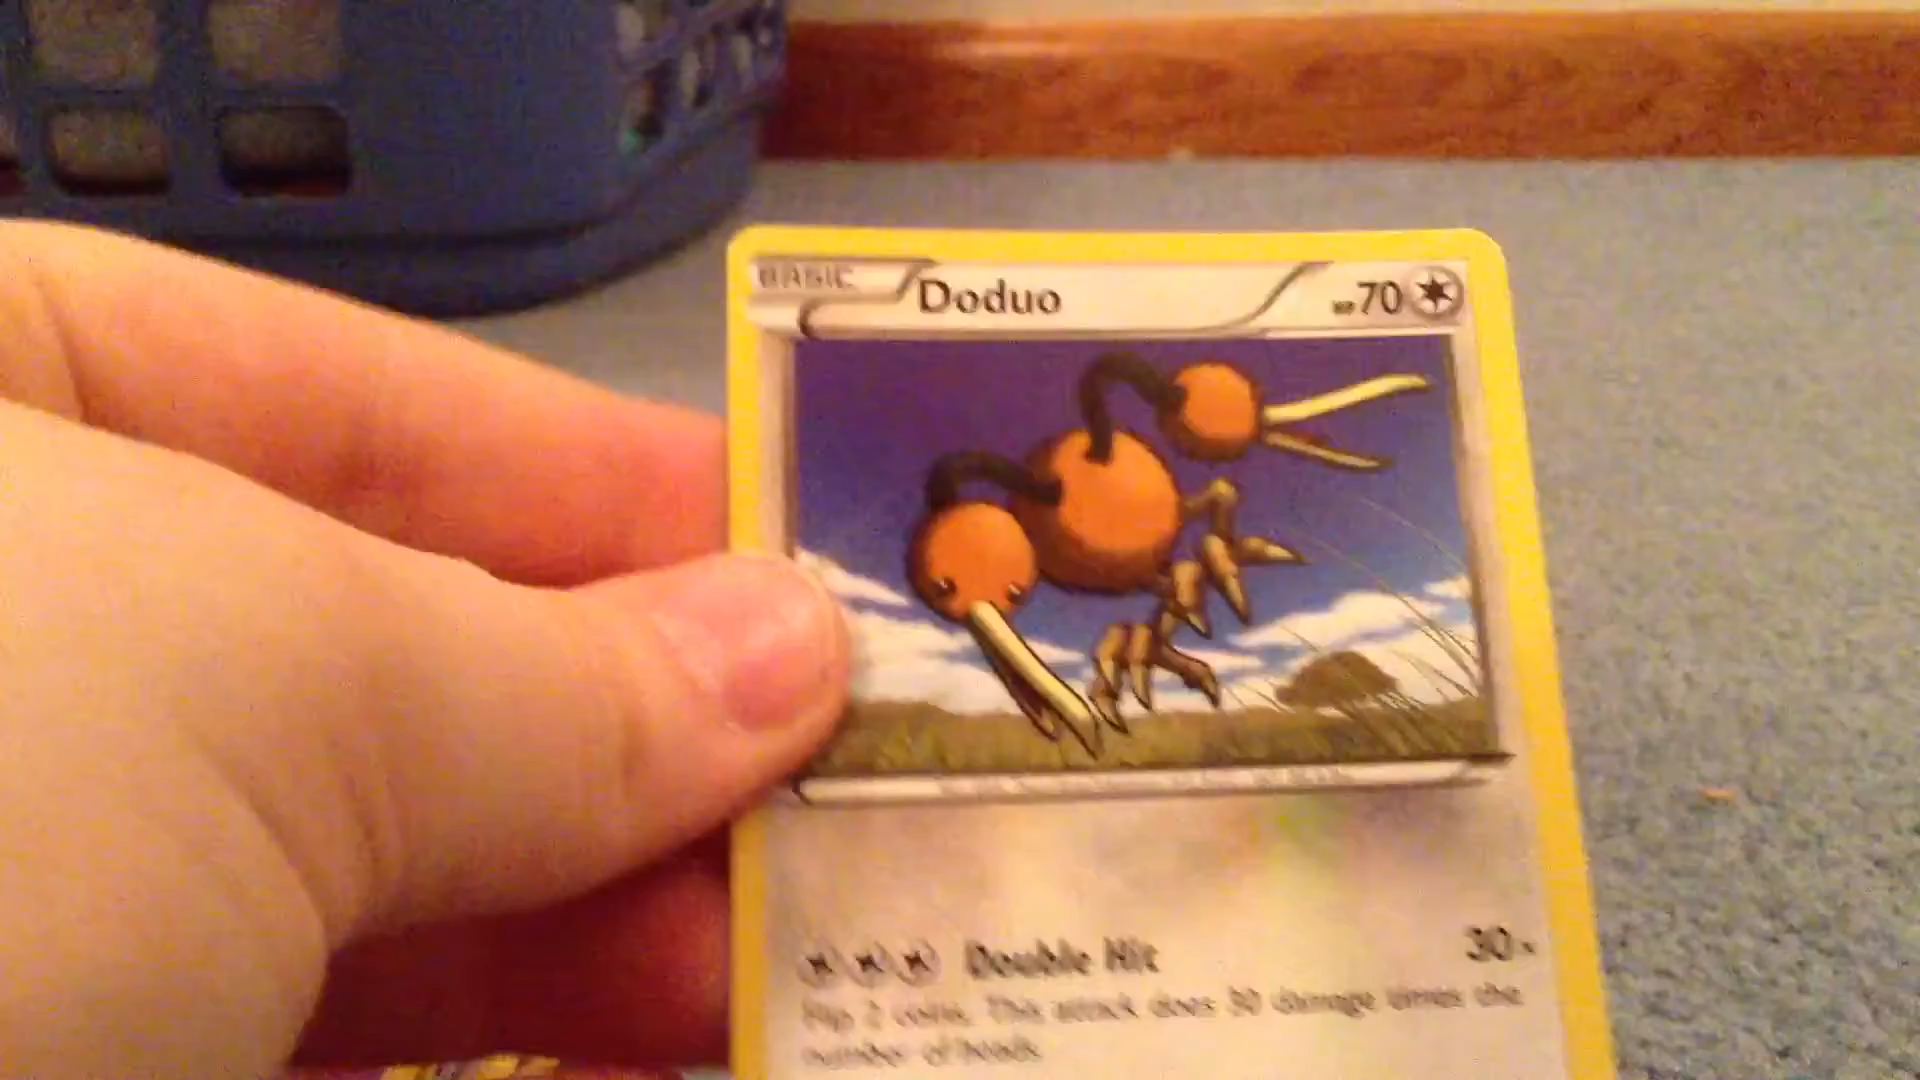 BASIC Doduo HP70
Double Hit 30×
Flip 2 coins. This attack does 30 damage times the
number of heads.